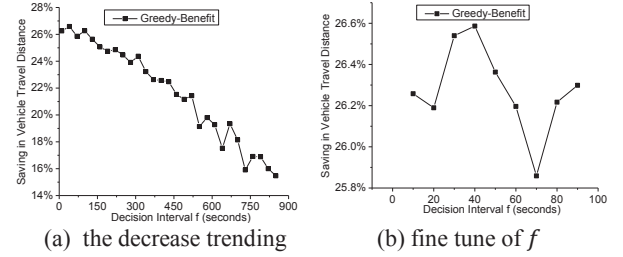 Greedy-Benefit
28%
26%
24%
22%
20%
18%
16%
14%
Saving in Vehicle Travel Distance
0 150 300 450 600 750 900
Decision Interval f (seconds)
(a) the decrease trending
Greedy-Benefit
26.6%
26.4%
26.2%
26.0%
25.8%
Saving in Vehicle Travel Distance
0 20 40 60 80 100
Decision Interval f (seconds)
(b) fine tune of f